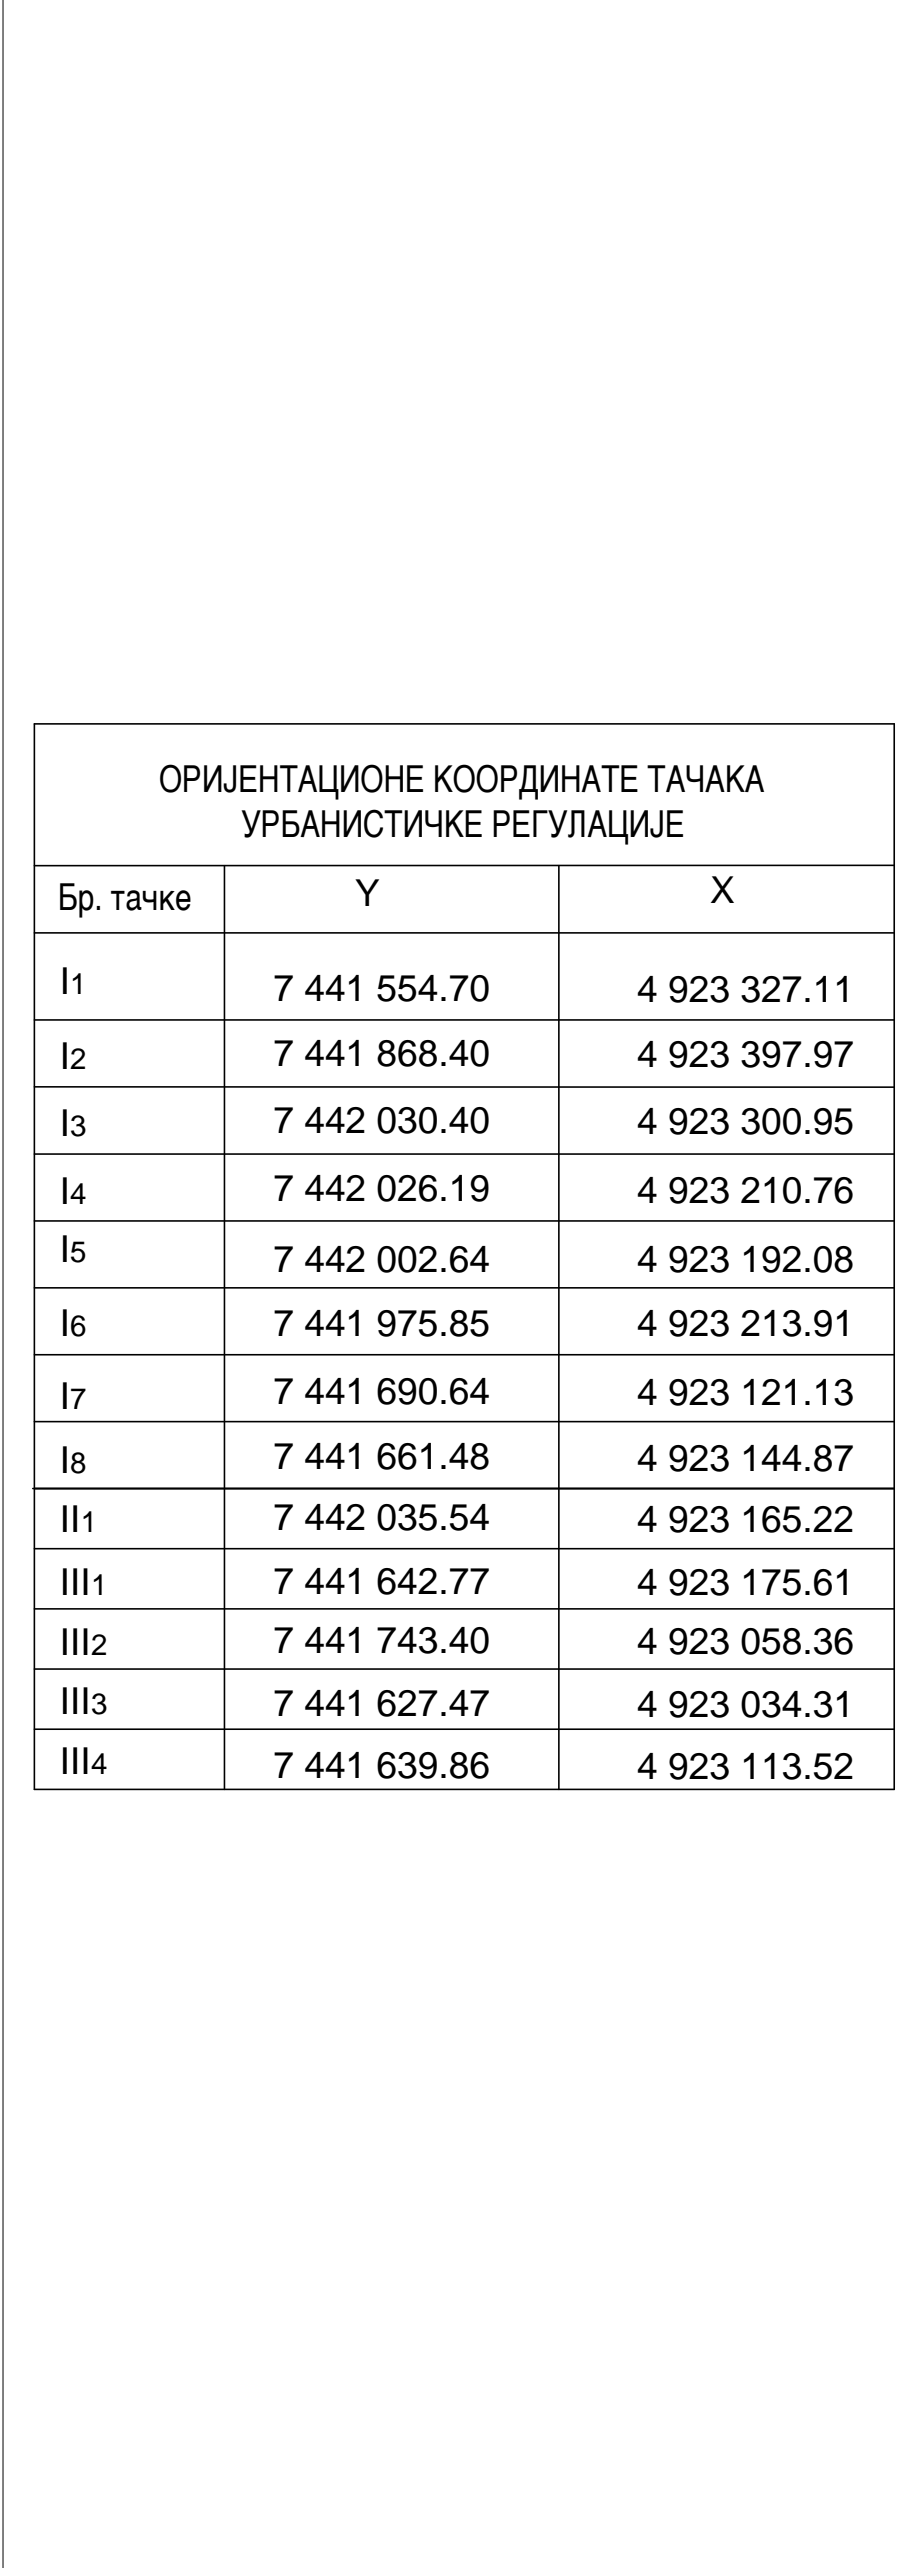 ОРИЈЕНТАЦИОНЕ КООРДИНАТЕ ТАЧАКА
УРБАНИСТИЧКЕ РЕГУЛАЦИЈЕ
Бр. тачке Y X
I1 7 441 554.70 4 923 327.11
I2 7 441 868.40 4 923 397.97
I3 7 442 030.40 4 923 300.95
I4 7 442 026.19 4 923 210.76
I5 7 442 002.64 4 923 192.08
I6 7 441 975.85 4 923 213.91
I7 7 441 690.64 4 923 121.13
I8 7 441 661.48 4 923 144.87
II1 7 442 035.54 4 923 165.22
III1 7 441 642.77 4 923 175.61
III2 7 441 743.40 4 923 058.36
III3 7 441 627.47 4 923 034.31
III4 7 441 639.86 4 923 113.52